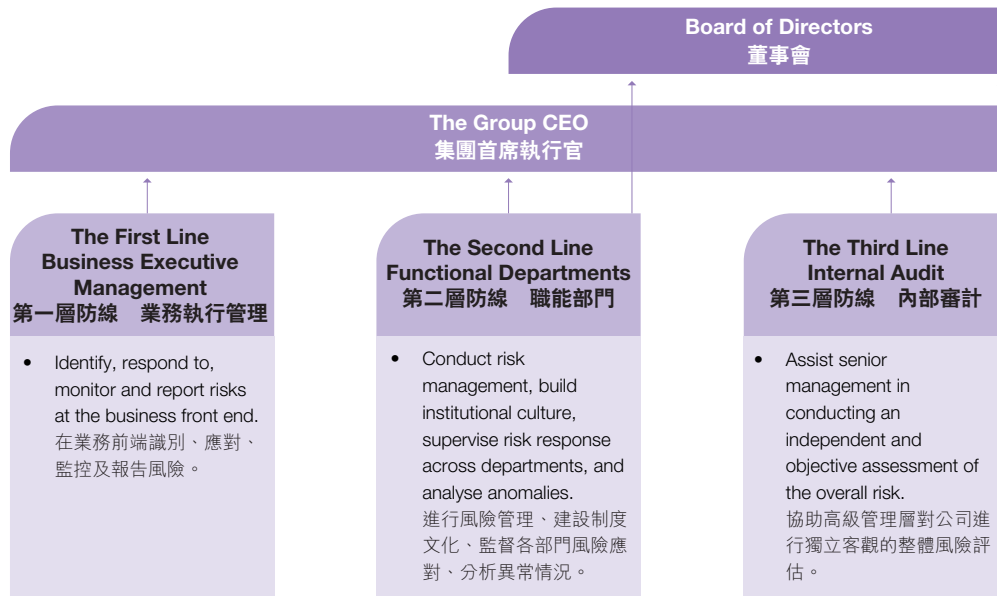 Board of Directors
董事會
The Group CEO
集團首席執行官
The First Line
Business Executive
Management
第一層防線　業務執行管理
• Identify, respond to,
monitor and report risks
at the business front end.
在業務前端識別、應對、
監控及報告風險。
The Second Line
Functional Departments
第二層防線　職能部門
• Conduct risk
management, build
institutional culture,
supervise risk response
across departments, and
analyse anomalies.
進行風險管理、建設制度
文化、監督各部門風險應
對、分析異常情況。
The Third Line
Internal Audit
第三層防線　內部審計
• Assist senior
management in
conducting an
independent and
objective assessment of
the overall risk.
協助高級管理層對公司進
行獨立客觀的整體風險評
估。